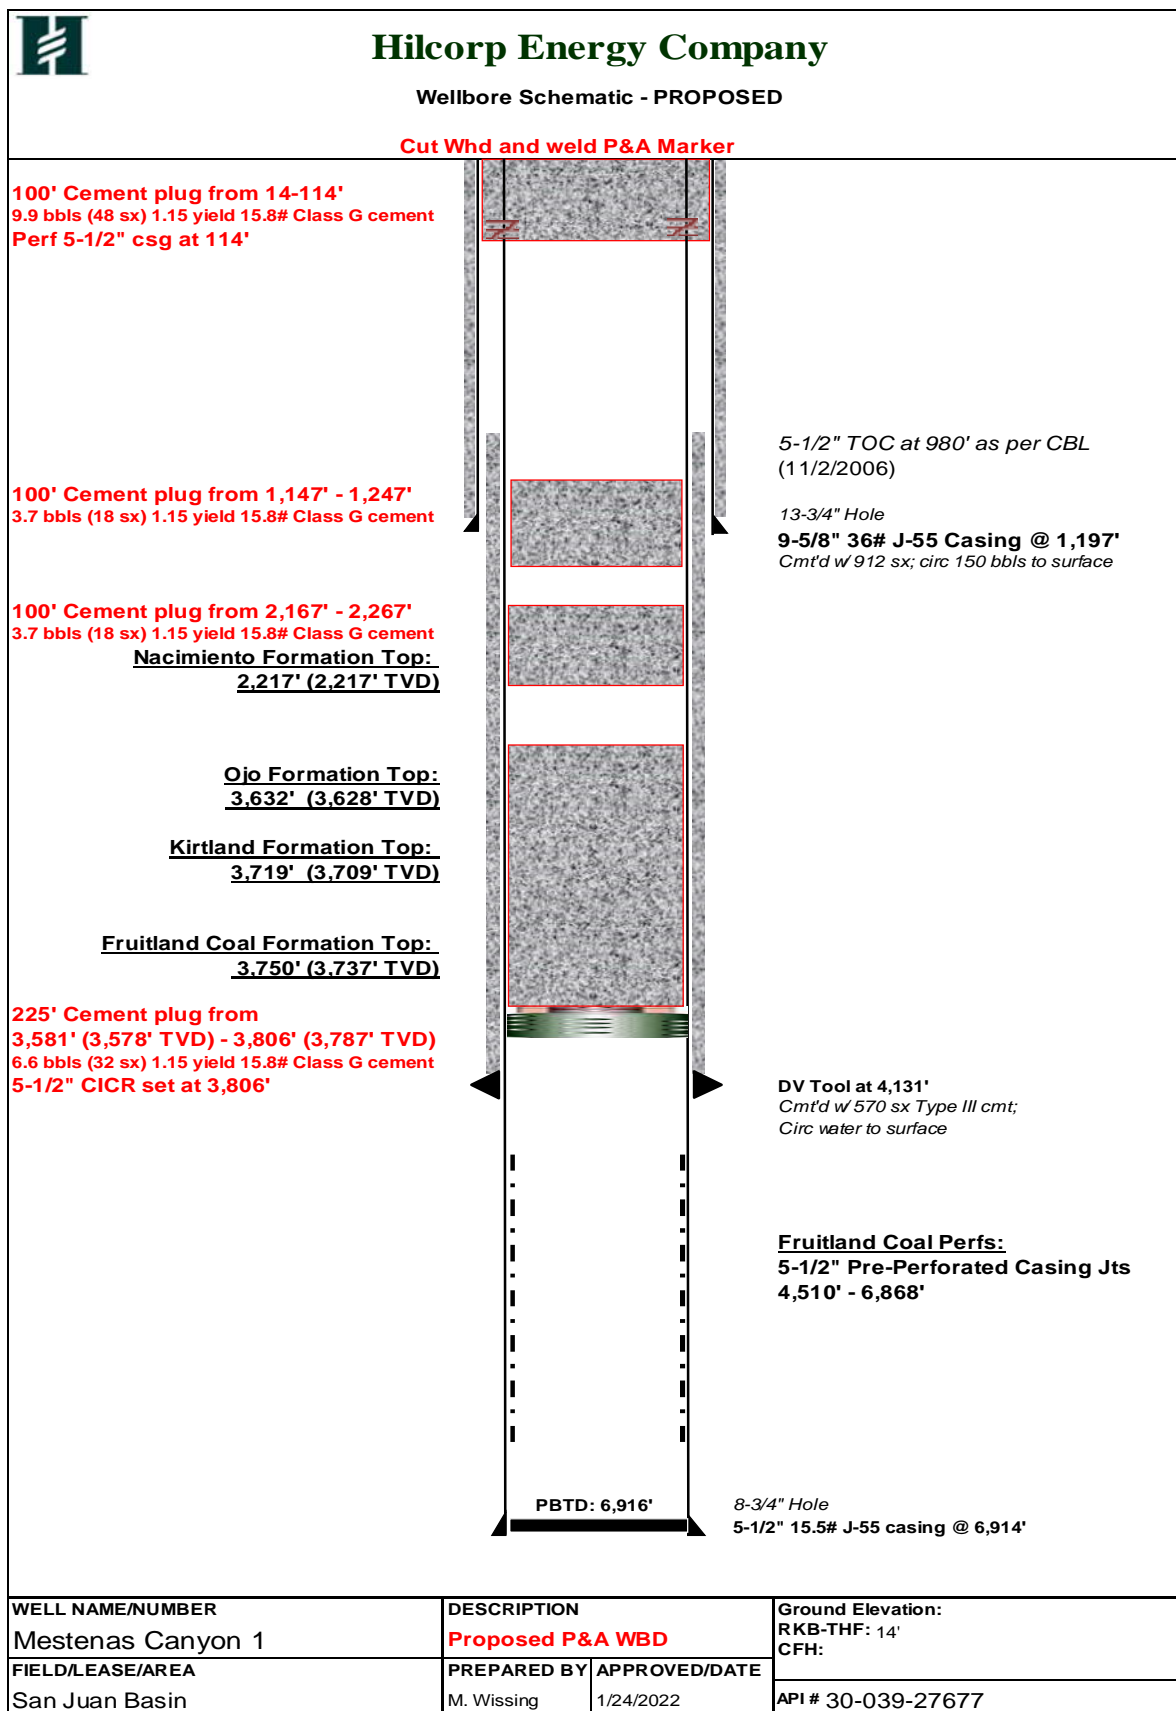 Hilcorp Energy Company
Wellbore Schematic - PROPOSED
Cut Whd and weld P&A Marker
100' Cement plug from 14-114'
9.9 bbls (48 sx) 1.15 yield 15.8# Class G cement
Perf 5-1/2" csg at 114'
5-1/2" TOC at 980' as per CBL
(11/2/2006)
100' Cement plug from 1,147' - 1,247'
3.7 bbls (18 sx) 1.15 yield 15.8# Class G cement
13-3/4" Hole
9-5/8" 36# J-55 Casing @ 1,197'
Cmt'd w/ 912 sx; circ 150 bbls to surface
100' Cement plug from 2,167' - 2,267'
3.7 bbls (18 sx) 1.15 yield 15.8# Class G cement
Nacimiento Formation Top:
2,217' (2,217' TVD)
Ojo Formation Top:
3,632' (3,628' TVD)
Kirtland Formation Top:
3,719' (3,709' TVD)
Fruitland Coal Formation Top:
3,750' (3,737' TVD)
225' Cement plug from
3,581' (3,578' TVD) - 3,806' (3,787' TVD)
6.6 bbls (32 sx) 1.15 yield 15.8# Class G cement
5-1/2" CICR set at 3,806'
DV Tool at 4,131'
Cmt'd w/ 570 sx Type III cmt;
Circ water to surface
Fruitland Coal Perfs:
5-1/2" Pre-Perforated Casing Jts
4,510' - 6,868'
PBTD: 6,916'
8-3/4" Hole
5-1/2" 15.5# J-55 casing @ 6,914'
WELL NAME/NUMBER
Mestenas Canyon 1
DESCRIPTION
Proposed P&A WBD
Ground Elevation:
RKB-THF: 14'
CFH:
FIELD/LEASE/AREA
San Juan Basin
PREPARED BY
M. Wissing
APPROVED/DATE
1/24/2022
API # 30-039-27677